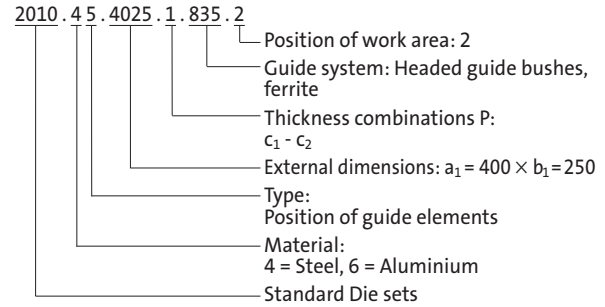 2010.45.4025.1.835.2
Position of work area: 2
Guide system: Headed guide bushes,
ferrite
Thickness combinations P:
c₁ - c₂
External dimensions: a₁ = 400 × b₁ = 250
Type:
Position of guide elements
Material:
4 = Steel, 6 = Aluminium
Standard Die sets